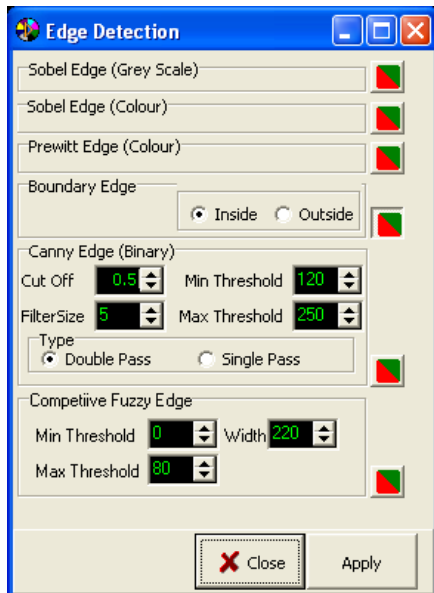 Edge Detection
Sobel Edge (Grey Scale)
Sobel Edge (Colour)
Prewitt Edge (Colour)
Boundary Edge
Inside Outside
Canny Edge (Binary)
Cut Off 0.5 Min Threshold 120
FilterSize 5 Max Threshold 250
Type
Double Pass Single Pass
Competiive Fuzzy Edge
Min Threshold 0 Width 220
Max Threshold 80
Close Apply